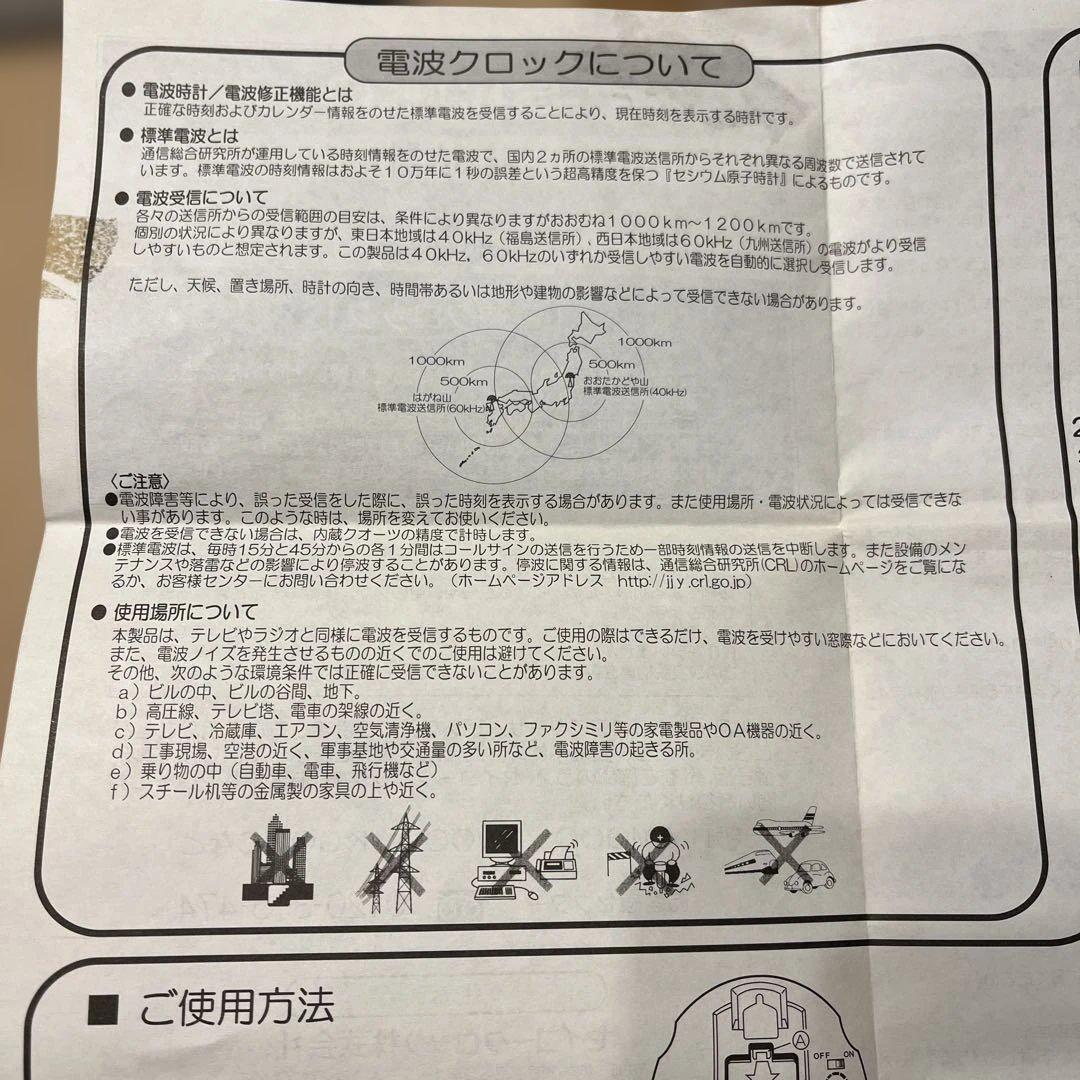 電波クロックについて
● 電波時計／電波修正機能とは
正確な時刻およびカレンダー情報をのせた標準電波を受信することにより、現在時刻を表示する時計です。
● 標準電波とは
通信総合研究所が運用している時刻情報をのせた電波で、国内２ヵ所の標準電波送信所からそれぞれ異なる周波数で送信されて
います。標準電波の時刻情報はおよそ１０万年に１秒の誤差という超高精度を保つ『セシウム原子時計』によるものです。
● 電波受信について
各々の送信所からの受信範囲の目安は、条件により異なりますがおおむね１０００ｋｍ～１２００ｋｍです。
個別の状況により異なりますが、東日本地域は４０kHz（福島送信所）、西日本地域は６０kHz（九州送信所）の電波がより受信
しやすいものと想定されます。この製品は４０kHz，６０kHzのいずれか受信しやすい電波を自動的に選択し受信します。
ただし、天候、置き場所、時計の向き、時間帯あるいは地形や建物の影響などによって受信できない場合があります。
1000km
1000km
500km
500km
おおたかどや山
標準電波送信所(40kHz)
はがね山
標準電波送信所(60kHz)
〈ご注意〉
●電波障害等により、誤った受信をした際に、誤った時刻を表示する場合があります。また使用場所・電波状況によっては受信できな
い事があります。このような時は、場所を変えてお使いください。
●電波を受信できない場合は、内蔵クオーツの精度で計時します。
●標準電波は、毎時15分と45分からの各１分間はコールサインの送信を行うため一部時刻情報の送信を中断します。また設備のメン
テナンスや落雷などの影響により停波することがあります。停波に関する情報は、通信総合研究所(CRL)のホームページをご覧にな
るか、お客様センターにお問い合わせください。（ホームページアドレス　http://jjy.crl.go.jp）
● 使用場所について
本製品は、テレビやラジオと同様に電波を受信するものです。ご使用の際はできるだけ、電波を受けやすい窓際などにおいてください。
また、電波ノイズを発生させるものの近くでのご使用は避けてください。
その他、次のような環境条件では正確に受信できないことがあります。
ａ）ビルの中、ビルの谷間、地下。
ｂ）高圧線、テレビ塔、電車の架線の近く。
ｃ）テレビ、冷蔵庫、エアコン、空気清浄機、パソコン、ファクシミリ等の家電製品やＯＡ機器の近く。
ｄ）工事現場、空港の近く、軍事基地や交通量の多い所など、電波障害の起きる所。
ｅ）乗り物の中（自動車、電車、飛行機など）
ｆ）スチール机等の金属製の家具の上や近く。
■ ご使用方法
Ⓐ
OFF ON